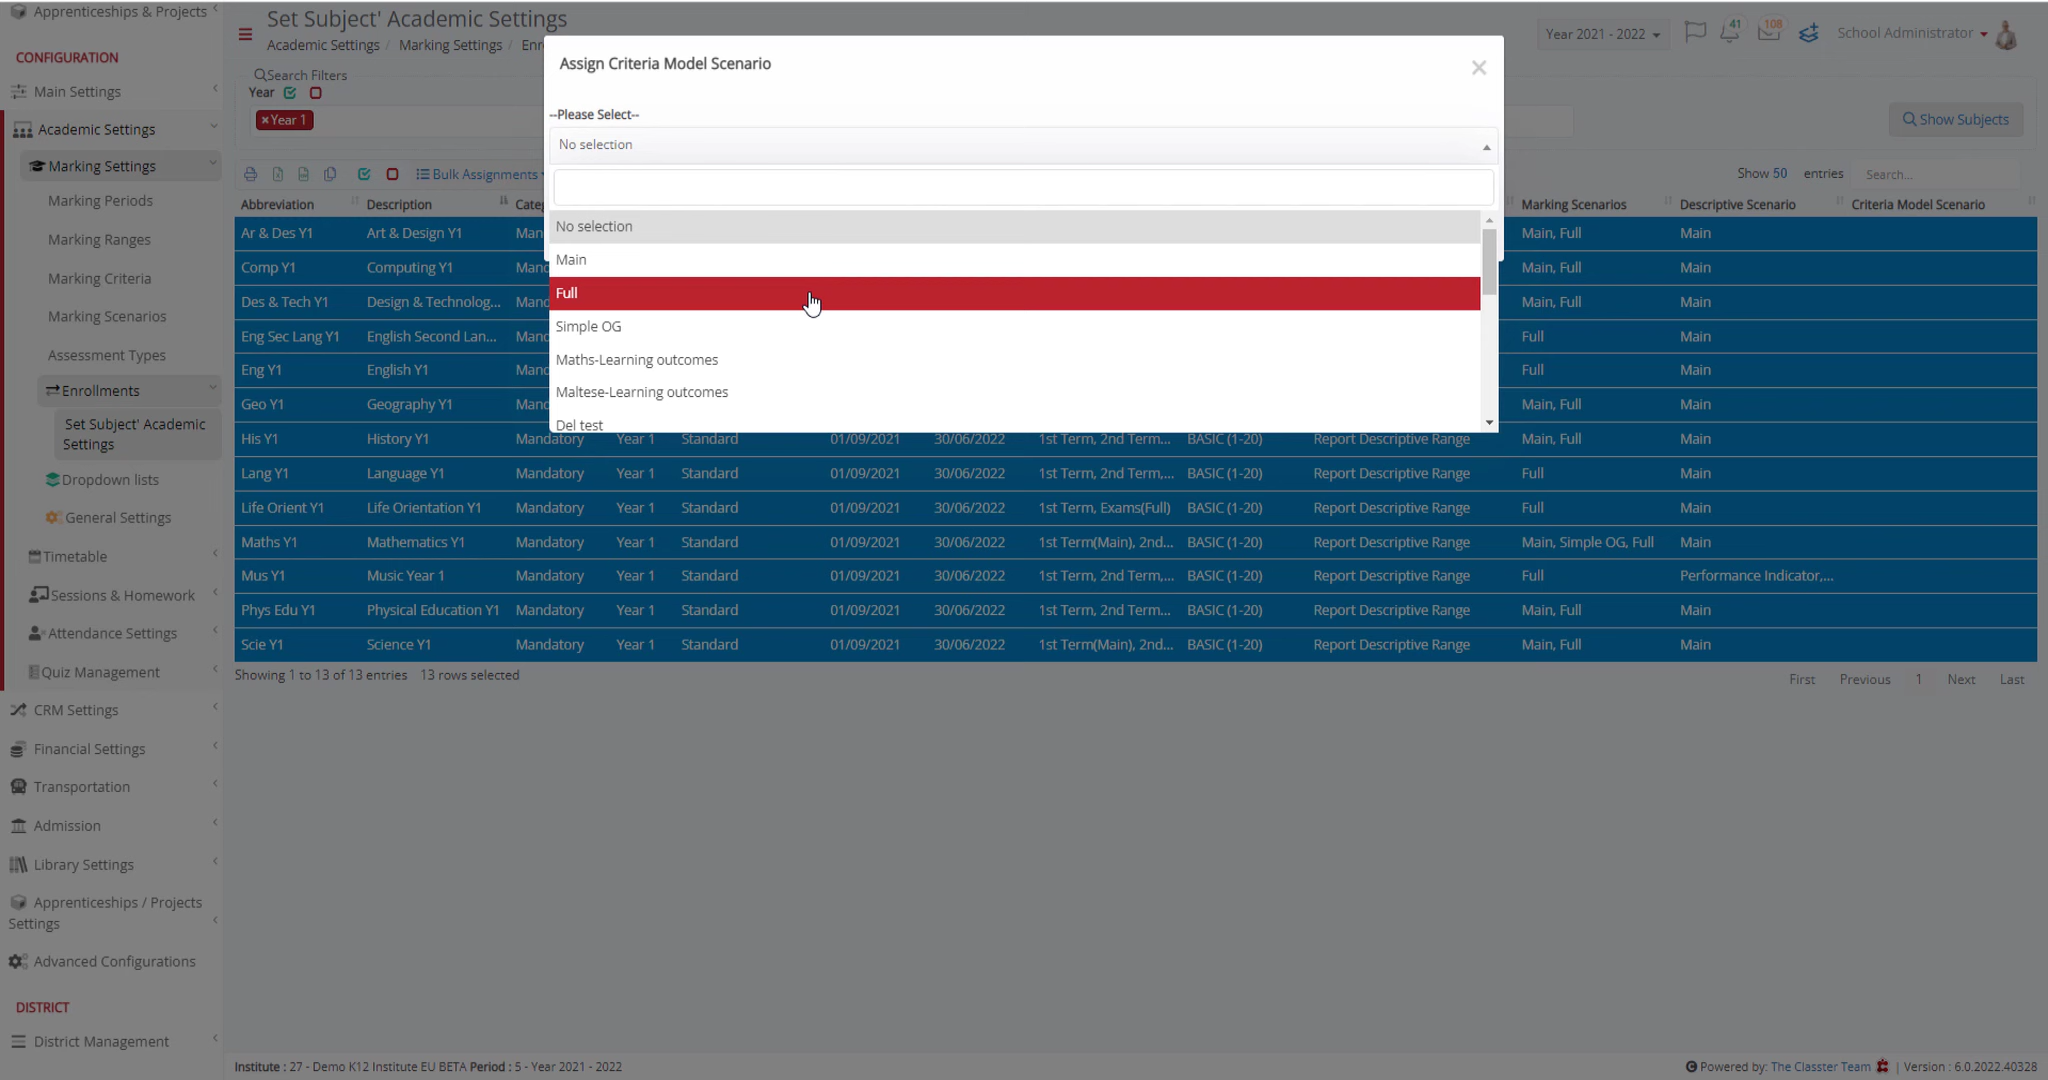 Apprenticeships & Projects
CONFIGURATION
Main Settings
Academic Settings
Marking Settings
Marking Periods
Marking Ranges
Marking Criteria
Marking Scenarios
Assessment Types
Enrollments
Set Subject' Academic
Settings
Dropdown lists
General Settings
Timetable
Sessions & Homework
Attendance Settings
Quiz Management
CRM Settings
Financial Settings
Transportation
Admission
Library Settings
Apprenticeships / Projects
Settings
Advanced Configurations
DISTRICT
District Management
Set Subject' Academic Settings
Academic Settings / Marking Settings / Enr
Year 2021 - 2022
41
108
School Administrator
Search Filters
Year
×Year 1
Show Subjects
Bulk Assignments
Show 50 entries Search...
Assign Criteria Model Scenario
×
--Please Select--
No selection
No selection
Main
Full
Simple OG
Maths-Learning outcomes
Maltese-Learning outcomes
Del test
Abbreviation Description Categ Marking Scenarios Descriptive Scenario Criteria Model Scenario
Ar & Des Y1 Art & Design Y1 Man Main, Full Main
Comp Y1 Computing Y1 Mand Main, Full Main
Des & Tech Y1 Design & Technolog... Mand Main, Full Main
Eng Sec Lang Y1 English Second Lan... Mand Full Main
Eng Y1 English Y1 Mand Full Main
Geo Y1 Geography Y1 Mand Main, Full Main
His Y1 History Y1 Mandatory Year 1 Standard 01/09/2021 30/06/2022 1st Term, 2nd Term... BASIC (1-20) Report Descriptive Range Main, Full Main
Lang Y1 Language Y1 Mandatory Year 1 Standard 01/09/2021 30/06/2022 1st Term, 2nd Term,... BASIC (1-20) Report Descriptive Range Full Main
Life Orient Y1 Life Orientation Y1 Mandatory Year 1 Standard 01/09/2021 30/06/2022 1st Term, Exams(Full) BASIC (1-20) Report Descriptive Range Full Main
Maths Y1 Mathematics Y1 Mandatory Year 1 Standard 01/09/2021 30/06/2022 1st Term(Main), 2nd... BASIC (1-20) Report Descriptive Range Main, Simple OG, Full Main
Mus Y1 Music Year 1 Mandatory Year 1 Standard 01/09/2021 30/06/2022 1st Term, 2nd Term,... BASIC (1-20) Report Descriptive Range Full Performance Indicator,...
Phys Edu Y1 Physical Education Y1 Mandatory Year 1 Standard 01/09/2021 30/06/2022 1st Term, 2nd Term... BASIC (1-20) Report Descriptive Range Main, Full Main
Scie Y1 Science Y1 Mandatory Year 1 Standard 01/09/2021 30/06/2022 1st Term(Main), 2nd... BASIC (1-20) Report Descriptive Range Main, Full Main
Showing 1 to 13 of 13 entries 13 rows selected
First Previous 1 Next Last
Institute : 27 - Demo K12 Institute EU BETA Period : 5 - Year 2021 - 2022
Powered by: The Classter Team | Version : 6.0.2022.40328